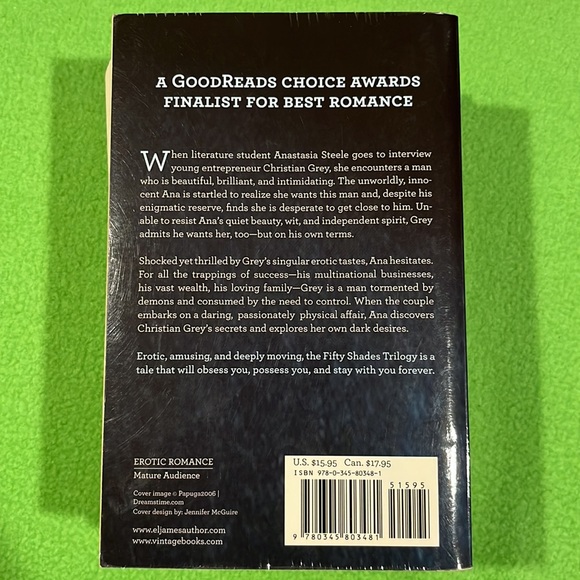 A GOODREADS CHOICE AWARDS
FINALIST FOR BEST ROMANCE
When literature student Anastasia Steele goes to interview
young entrepreneur Christian Grey, she encounters a man
who is beautiful, brilliant, and intimidating. The unworldly, inno-
cent Ana is startled to realize she wants this man and, despite his
enigmatic reserve, finds she is desperate to get close to him. Un-
able to resist Ana's quiet beauty, wit, and independent spirit, Grey
admits he wants her, too—but on his own terms.
Shocked yet thrilled by Grey's singular erotic tastes, Ana hesitates.
For all the trappings of success—his multinational businesses,
his vast wealth, his loving family—Grey is a man tormented by
demons and consumed by the need to control. When the couple
embarks on a daring, passionately physical affair, Ana discovers
Christian Grey's secrets and explores her own dark desires.
Erotic, amusing, and deeply moving, the Fifty Shades Trilogy is a
tale that will obsess you, possess you, and stay with you forever.
EROTIC ROMANCE
Mature Audience
Cover image © Papuga2006 |
Dreamstime.com
Cover design by: Jennifer McGuire
www.eljamesauthor.com
www.vintagebooks.com
U.S. $15.95 Can. $17.95
ISBN 978-0-345-80348-1
51595
9 780345 803481